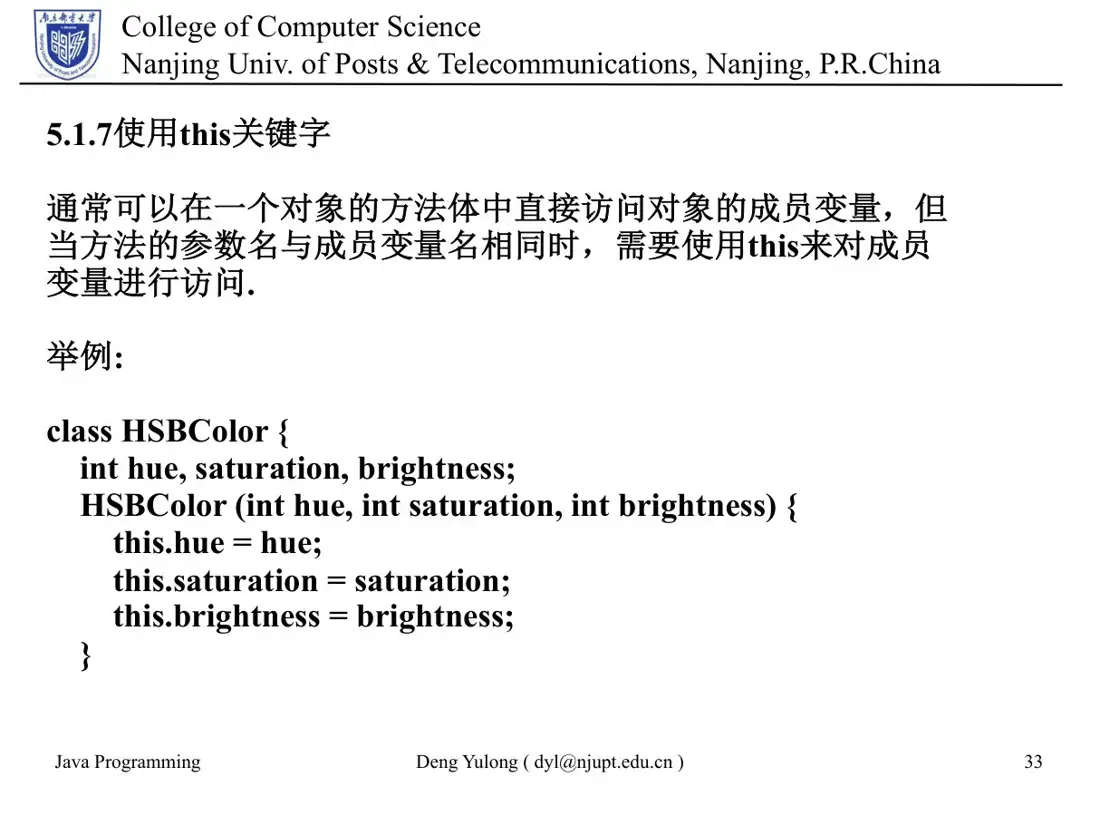 College of Computer Science
Nanjing Univ. of Posts & Telecommunications, Nanjing, P.R.China
5.1.7使用this关键字
通常可以在一个对象的方法体中直接访问对象的成员变量，但
当方法的参数名与成员变量名相同时，需要使用this来对成员
变量进行访问.
举例:
class HSBColor {
int hue, saturation, brightness;
HSBColor (int hue, int saturation, int brightness) {
this.hue = hue;
this.saturation = saturation;
this.brightness = brightness;
}
Java Programming
Deng Yulong ( dyl@njupt.edu.cn )
33